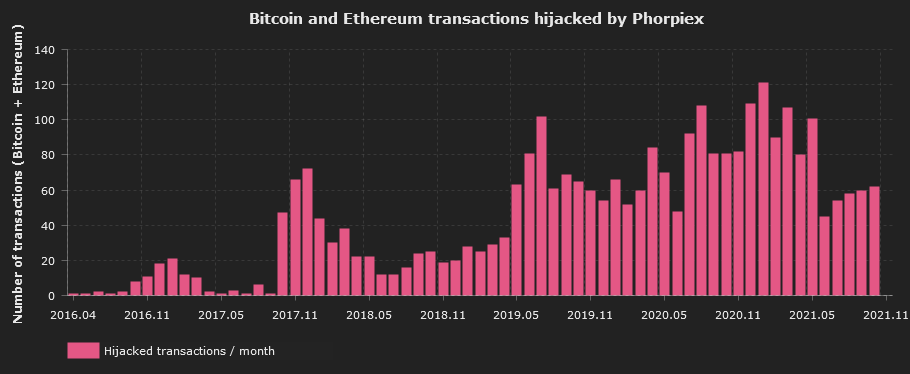 Bitcoin and Ethereum transactions hijacked by Phorpiex
Number of transactions (Bitcoin + Ethereum)
140
120
100
80
60
40
20
0
2016.04 2016.11 2017.05 2017.11 2018.05 2018.11 2019.05 2019.11 2020.05 2020.11 2021.05 2021.11
Hijacked transactions / month